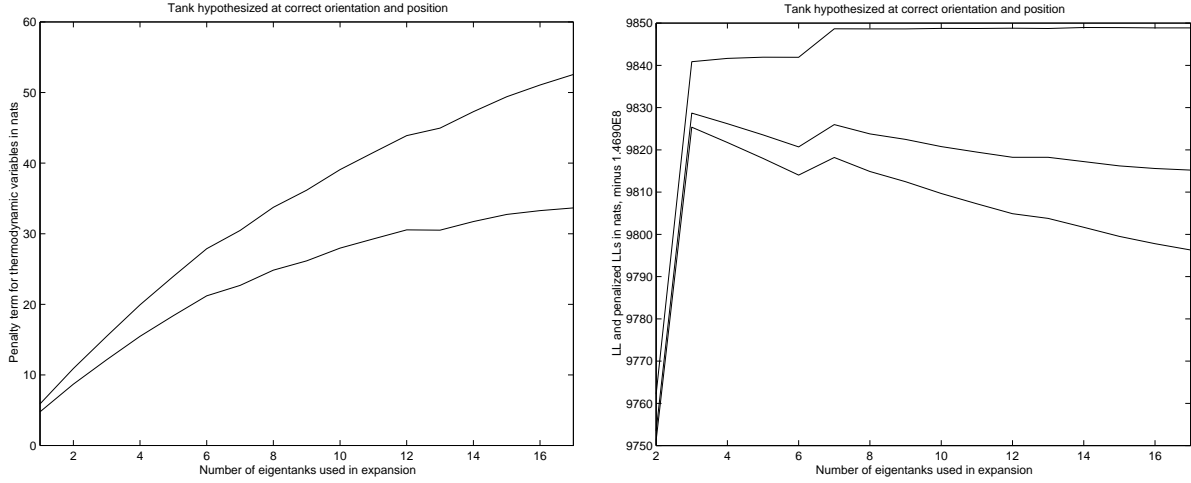 Tank hypothesized at correct orientation and position
60
50
40
30
20
10
0
2 4 6 8 10 12 14 16
Number of eigentanks used in expansion
Penalty term for thermodynamic variables in nats
Tank hypothesized at correct orientation and position
9850
9840
9830
9820
9810
9800
9790
9780
9770
9760
9750
2 4 6 8 10 12 14 16
Number of eigentanks used in expansion
LL and penalized LLs in nats, minus 1.4690E8